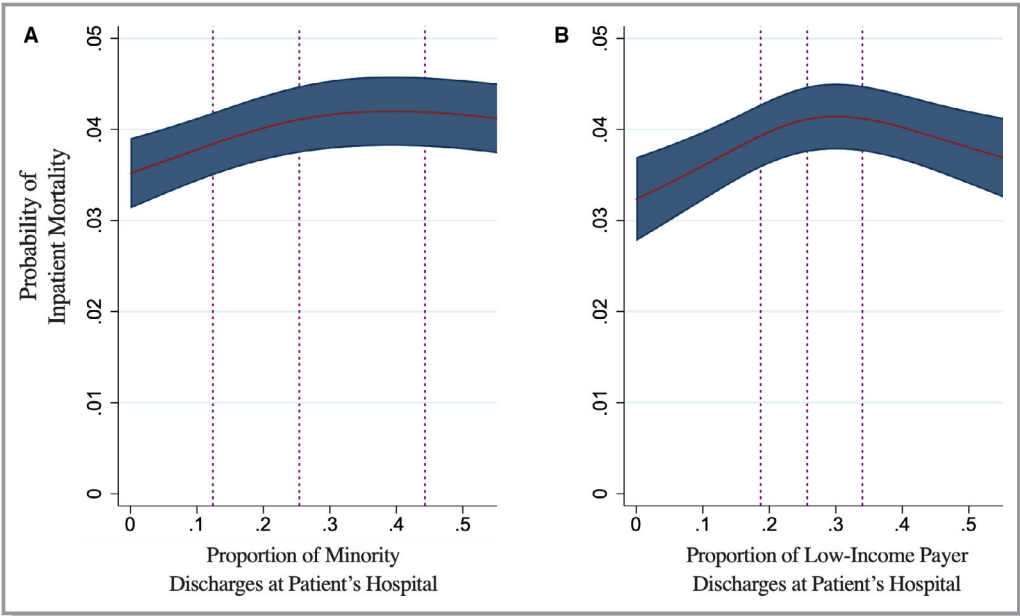 A
B
Probability of
Inpatient Mortality
.05
.04
.03
.02
.01
0
0 .1 .2 .3 .4 .5
Proportion of Minority
Discharges at Patient's Hospital
.05
.04
.03
.02
.01
0
0 .1 .2 .3 .4 .5
Proportion of Low-Income Payer
Discharges at Patient's Hospital